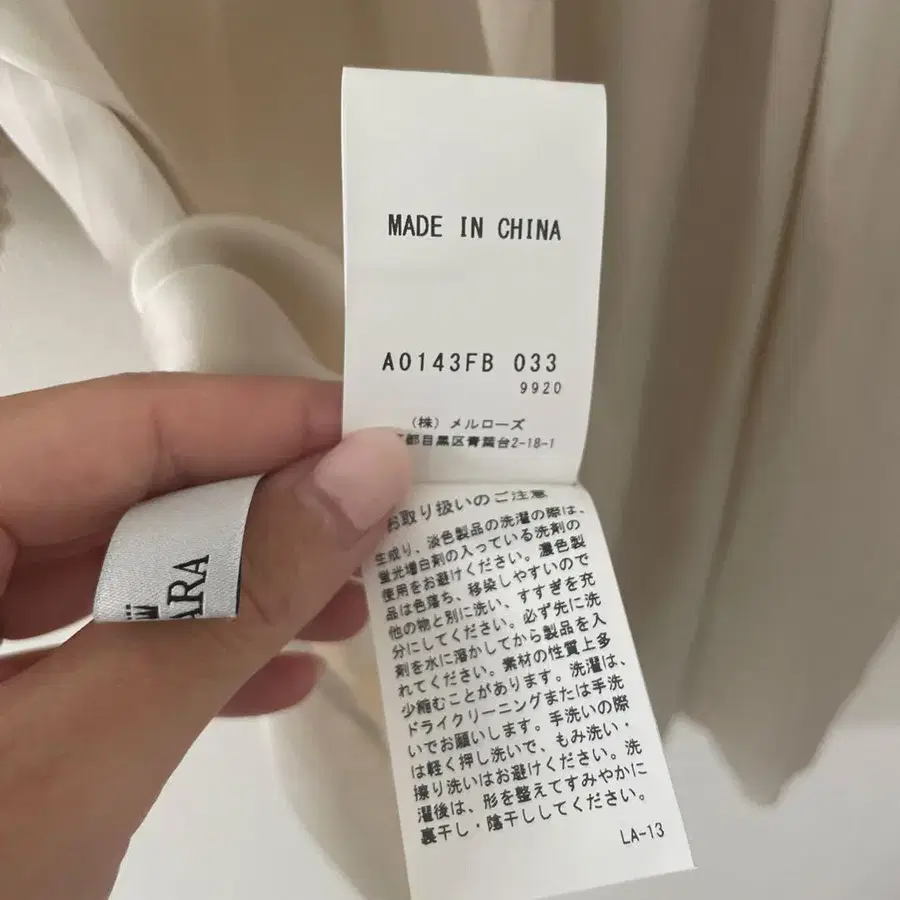 MADE IN CHINA
A0143FB 033
9920
(株) メルローズ
都目黒区青葉台2-18-1
お取り扱いのご注意
生成り、淡色製品の洗濯の際は、
蛍光増白剤の入っている洗剤の
使用をお避けください。濃色製
品は色落ち、移染しやすいので
他の物と別に洗い、すすぎを充
分にしてください。必ず先に洗
剤を水に溶かしてから製品を入
れてください。素材の性質上多
少縮むことがあります。洗濯は、
ドライクリーニングまたは手洗
いでお願いします。手洗いの際
は軽く押し洗いで、もみ洗い・
擦り洗いはお避けください。洗
濯後は、形を整えてすみやかに
裏干し・陰干ししてください。
LA-13
ARA